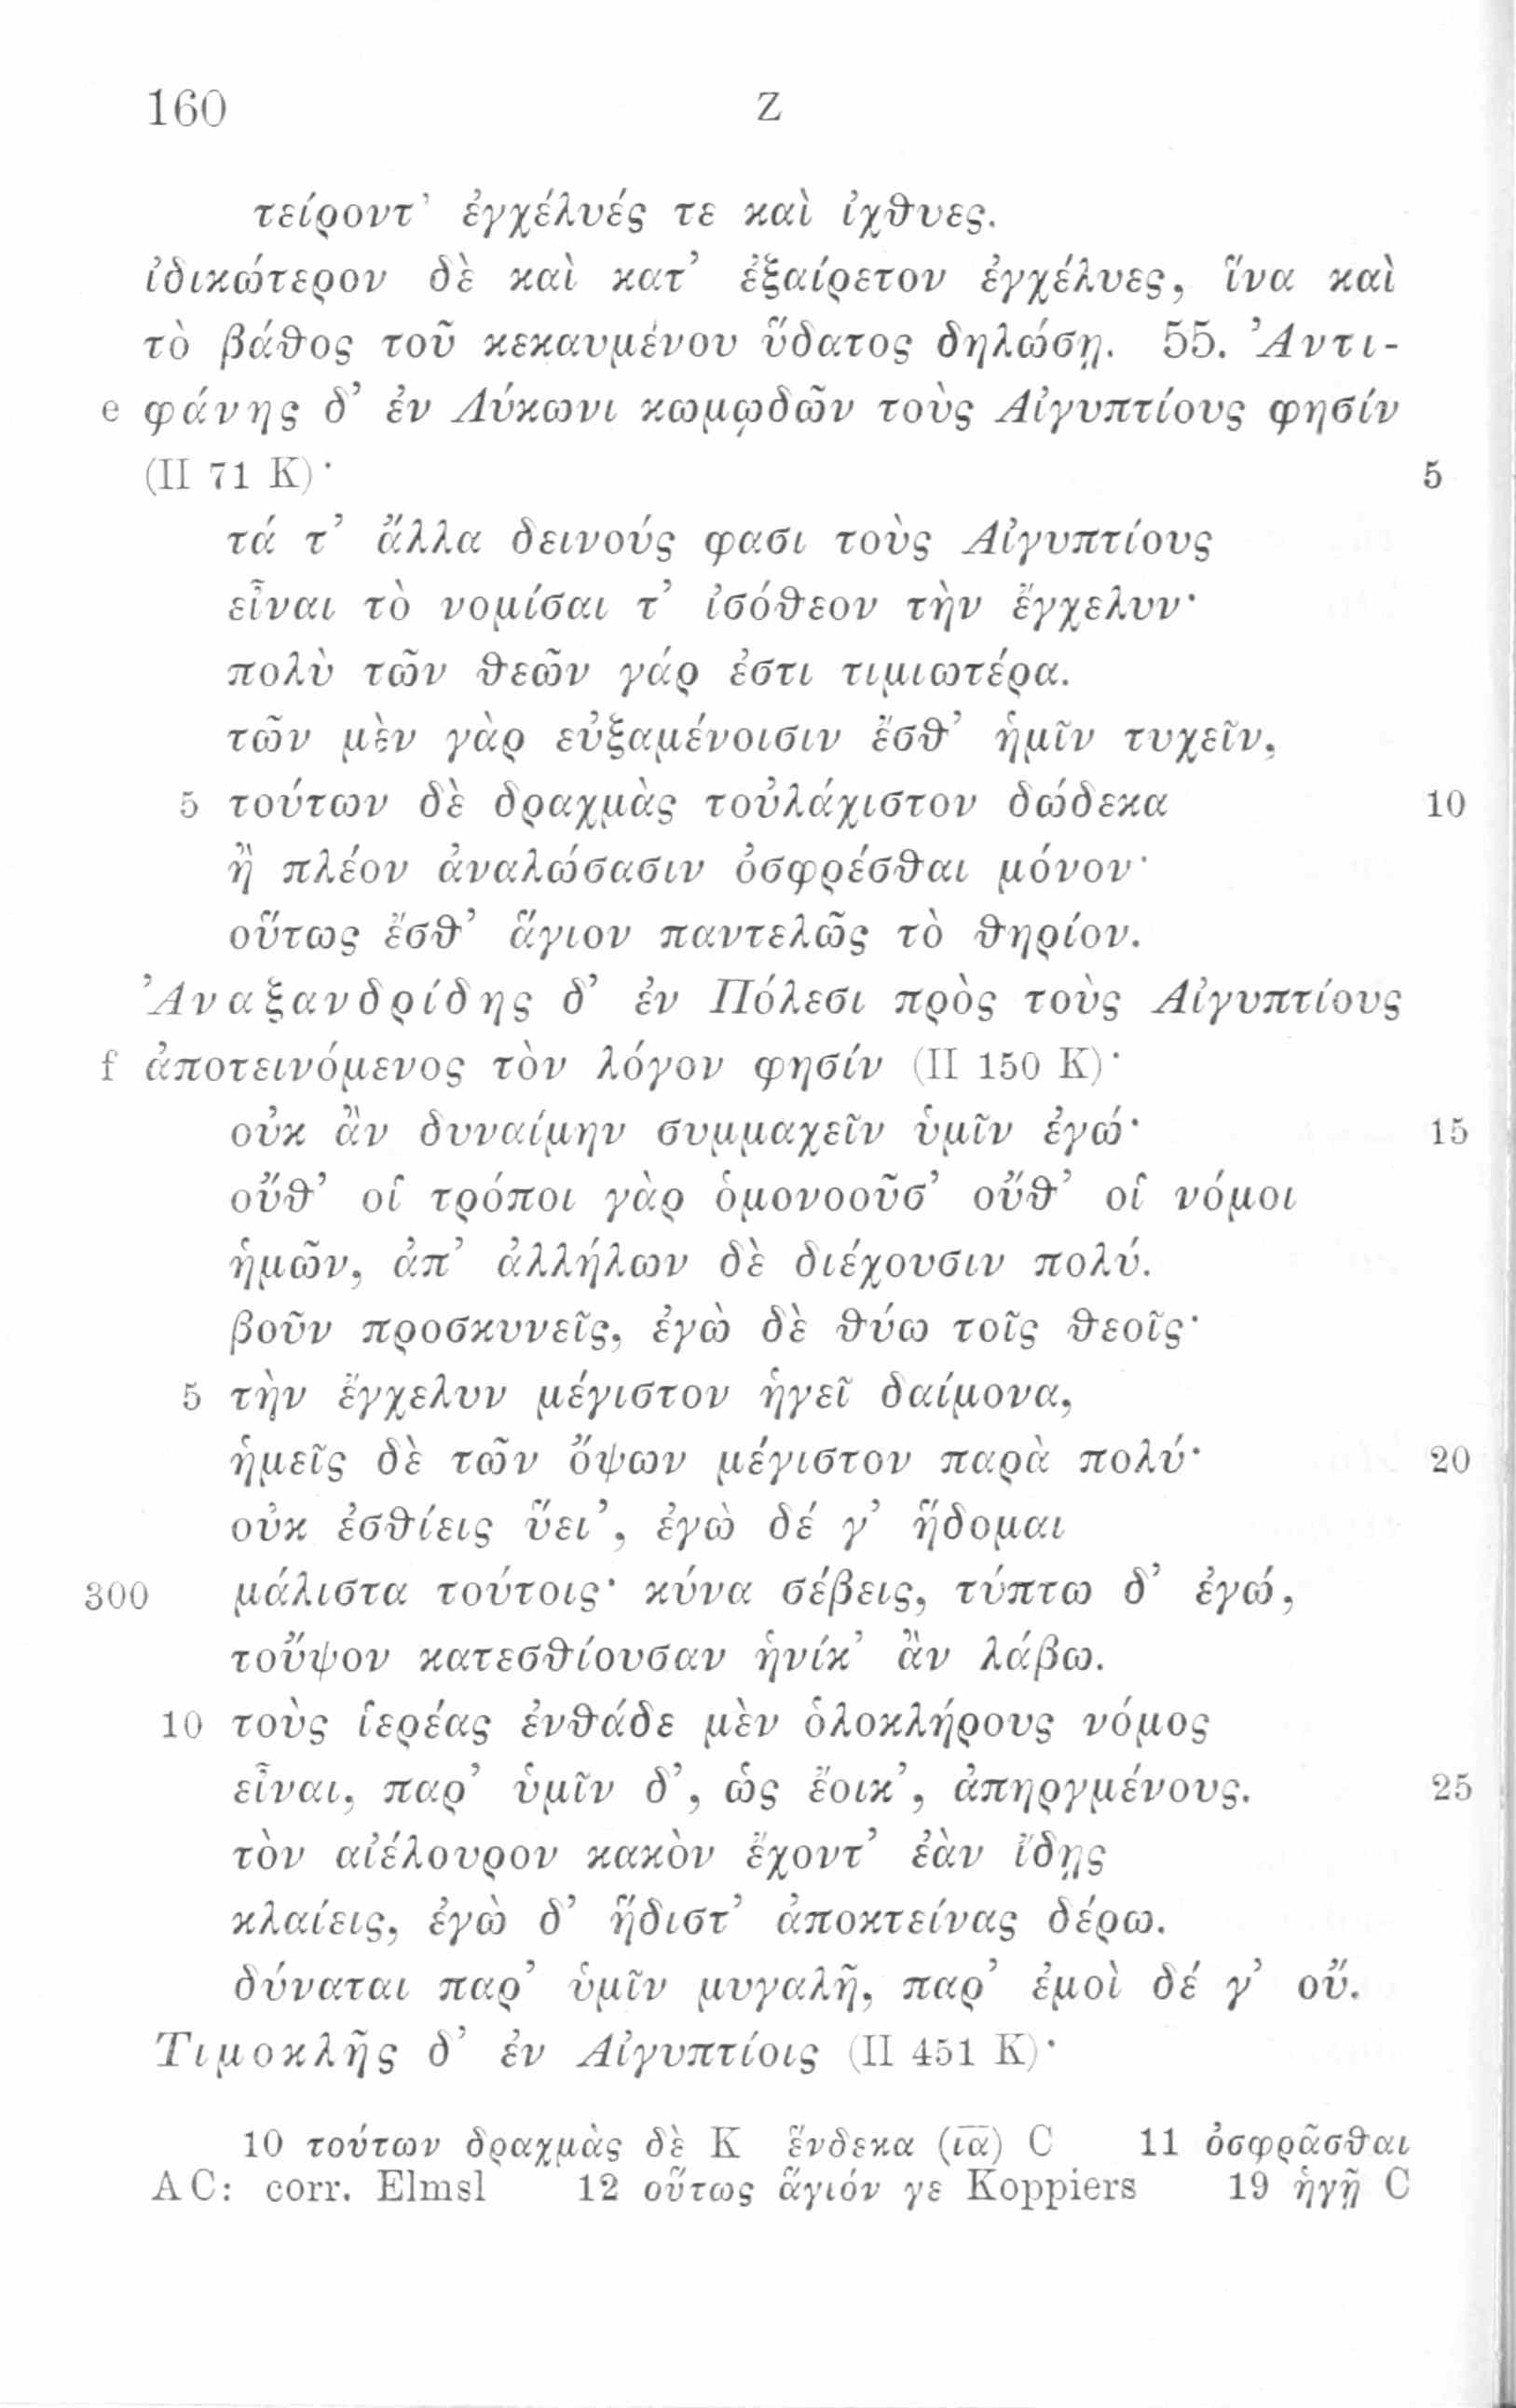 160 Z
τείροντ᾽ ἐγχέλυές τε καὶ ἰχθυες.
ἰδικώτερον δὲ καὶ κατ᾽ ἐξαίρετον ἐγχέλυες, ἵνα καὶ
τὸ βάθος τοῦ κεκαυμένου ὕδατος δηλώσῃ. 55. Ἀντι-
e φάνης δ᾽ ἐν Λύκωνι κωμῳδῶν τοὺς Αἰγυπτίους φησίν
(II 71 K)· 5
τά τ᾽ ἄλλα δεινούς φασι τοὺς Αἰγυπτίους
εἶναι τὸ νομίσαι τ᾽ ἰσόθεον τὴν ἔγχελυν·
πολὺ τῶν θεῶν γάρ ἐστι τιμιωτέρα.
τῶν μὲν γὰρ εὐξαμένοισιν ἔσθ᾽ ἡμῖν τυχεῖν,
5 τούτων δὲ δραχμὰς τοὐλάχιστον δώδεκα 10
ἢ πλέον ἀναλώσασιν ὀσφρέσθαι μόνον·
οὕτως ἔσθ᾽ ἅγιον παντελῶς τὸ θηρίον.
Ἀναξανδρίδης δ᾽ ἐν Πόλεσι πρὸς τοὺς Αἰγυπτίους
f ἀποτεινόμενος τὸν λόγον φησίν (II 150 K)·
οὐκ ἂν δυναίμην συμμαχεῖν ὑμῖν ἐγώ· 15
οὔθ᾽ οἱ τρόποι γὰρ ὁμονοοῦσ᾽ οὔθ᾽ οἱ νόμοι
ἡμῶν, ἀπ᾽ ἀλλήλων δὲ διέχουσιν πολύ.
βοῦν προσκυνεῖς, ἐγὼ δὲ θύω τοῖς θεοῖς·
5 τὴν ἔγχελυν μέγιστον ἡγεῖ δαίμονα,
ἡμεῖς δὲ τῶν ὄψων μέγιστον παρὰ πολύ· 20
οὐκ ἐσθίεις ὕει᾽, ἐγὼ δέ γ᾽ ἥδομαι
300 μάλιστα τούτοις· κύνα σέβεις, τύπτω δ᾽ ἐγώ,
τοὔψον κατεσθίουσαν ἡνίκ᾽ ἂν λάβω.
10 τοὺς ἱερέας ἐνθάδε μὲν ὁλοκλήρους νόμος
εἶναι, παρ᾽ ὑμῖν δ᾽, ὡς ἔοικ᾽, ἀπηργμένους. 25
τὸν αἰέλουρον κακὸν ἔχοντ᾽ ἐὰν ἴδῃς
κλαίεις, ἐγὼ δ᾽ ἥδιστ᾽ ἀποκτείνας δέρω.
δύναται παρ᾽ ὑμῖν μυγαλῆ, παρ᾽ ἐμοὶ δέ γ᾽ οὔ.
Τιμοκλῆς δ᾽ ἐν Αἰγυπτίοις (II 451 K)·
10 τούτων δραχμὰς δὲ K ἕνδεκα (ι̅α̅) C 11 ὀσφρᾶσθαι
AC: corr. Elmsl 12 οὕτως ἅγιόν γε Koppiers 19 ἡγῇ C